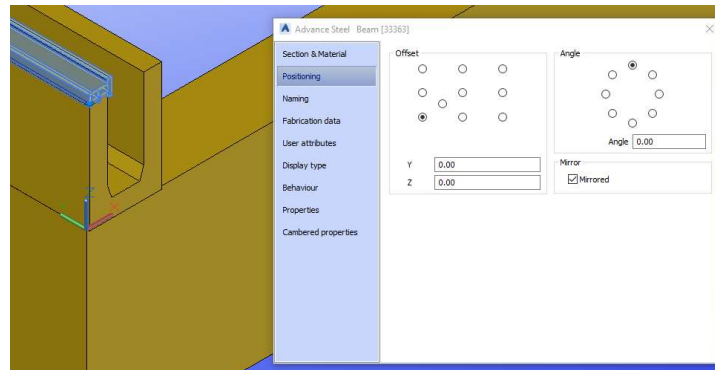 Advance Steel Beam [33363]
Section & Material
Positioning
Naming
Fabrication data
User attributes
Display type
Behaviour
Properties
Cambered properties
Offset
Y 0.00
Z 0.00
Angle
Angle 0.00
Mirror
Mirrored